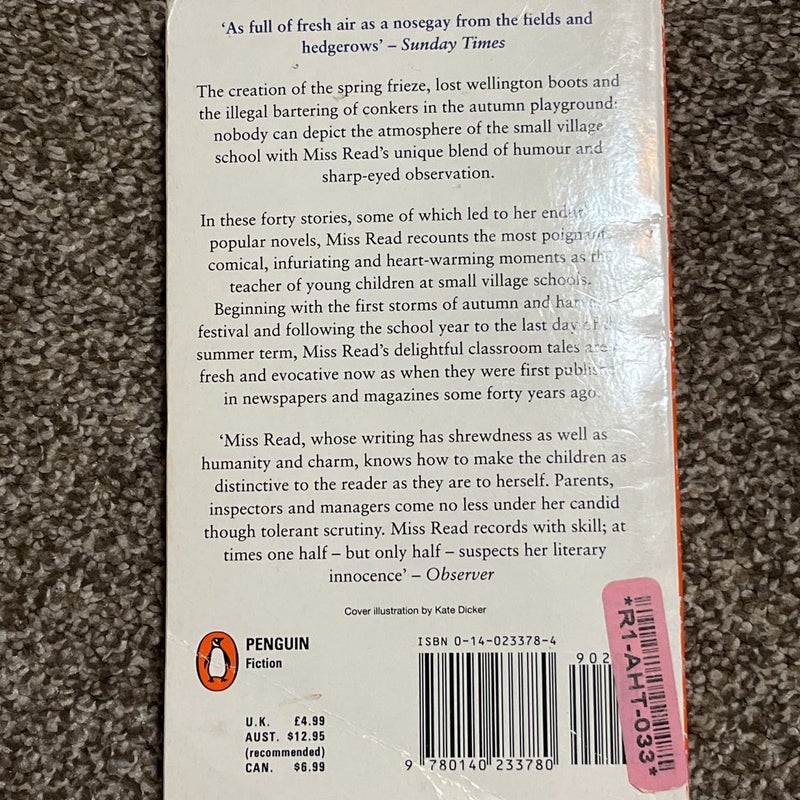 ‘As full of fresh air as a nosegay from the fields and
hedgerows’ – Sunday Times
The creation of the spring frieze, lost wellington boots and
the illegal bartering of conkers in the autumn playground:
nobody can depict the atmosphere of the small village
school with Miss Read’s unique blend of humour and
sharp-eyed observation.
In these forty stories, some of which led to her
popular novels, Miss Read recounts the most poignant,
comical, infuriating and heart-warming moments as the
teacher of young children at small village schools.
Beginning with the first storms of autumn and
festival and following the school year to the last day of the
summer term, Miss Read’s delightful classroom tales are
fresh and evocative now as when they were first published
in newspapers and magazines some forty years ago.
‘Miss Read, whose writing has shrewdness as well as
humanity and charm, knows how to make the children as
distinctive to the reader as they are to herself. Parents,
inspectors and managers come no less under her candid
though tolerant scrutiny. Miss Read records with skill; at
times one half – but only half – suspects her literary
innocence’ – Observer
Cover illustration by Kate Dicker
PENGUIN
Fiction
U.K. £4.99
AUST. $12.95
(recommended)
CAN. $6.99
ISBN 0-14-023378-4
902
9 780140 233780
*R1-AHT-033*